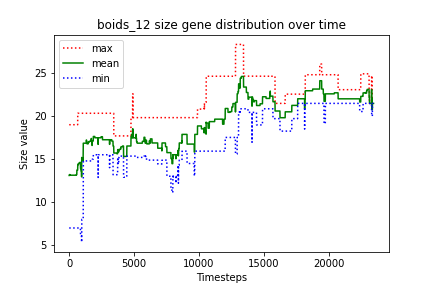 boids_12 size gene distribution over time
max
mean
min
25
20
15
10
5
Size value
0
5000
10000
15000
20000
Timesteps